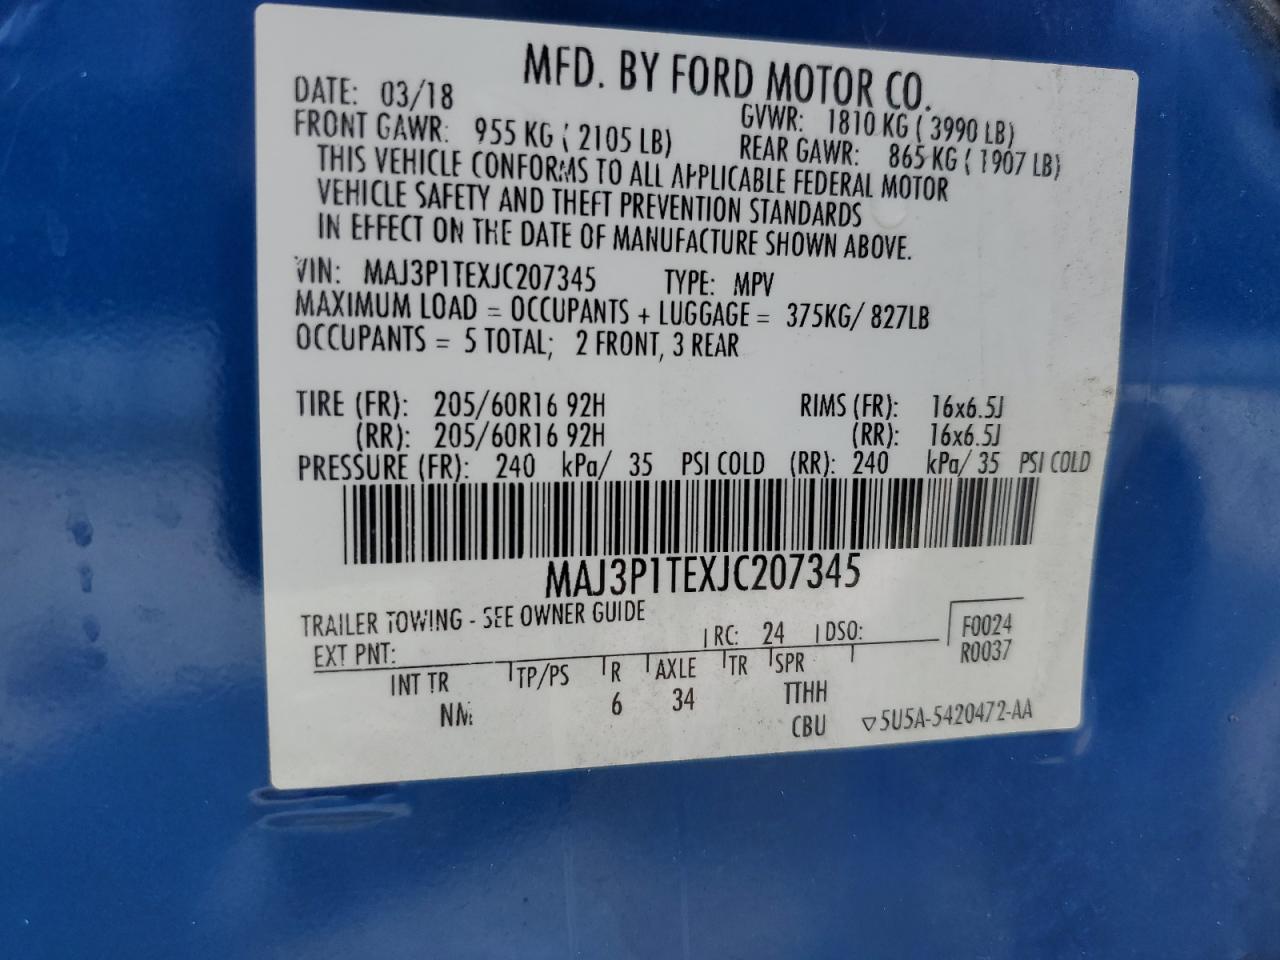 MFD. BY FORD MOTOR CO.
DATE: 03/18 GVWR: 1810 KG ( 3990 LB)
FRONT GAWR: 955 KG ( 2105 LB) REAR GAWR: 865 KG ( 1907 LB)
THIS VEHICLE CONFORMS TO ALL APPLICABLE FEDERAL MOTOR
VEHICLE SAFETY AND THEFT PREVENTION STANDARDS
IN EFFECT ON THE DATE OF MANUFACTURE SHOWN ABOVE.
VIN: MAJ3P1TEXJC207345 TYPE: MPV
MAXIMUM LOAD = OCCUPANTS + LUGGAGE = 375KG/ 827LB
OCCUPANTS = 5 TOTAL; 2 FRONT, 3 REAR
TIRE (FR): 205/60R16 92H RIMS (FR): 16x6.5J
(RR): 205/60R16 92H (RR): 16x6.5J
PRESSURE (FR): 240 kPa/ 35 PSI COLD (RR): 240 kPa/ 35 PSI COLD
MAJ3P1TEXJC207345
TRAILER TOWING - SEE OWNER GUIDE
EXT PNT: RC: 24 DSO: F0024
R0037
INT TR TP/PS R AXLE TR SPR
NM 6 34 TTHH
CBU ▽5U5A-5420472-AA